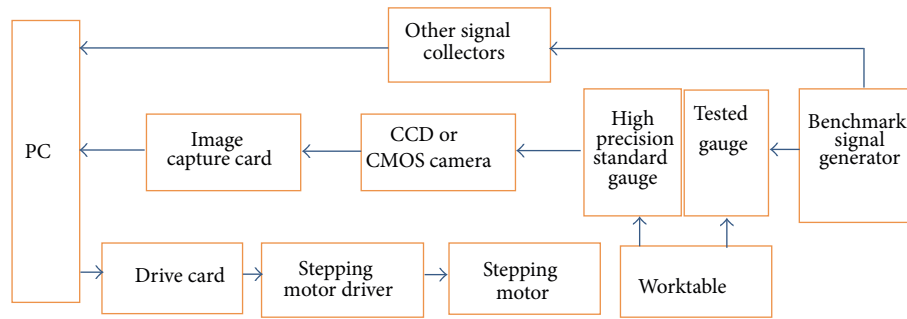 Other signal
collectors
PC
Image
capture card
CCD or
CMOS camera
High
precision
standard
gauge
Tested
gauge
Benchmark
signal
generator
Drive card
Stepping
motor driver
Stepping
motor
Worktable